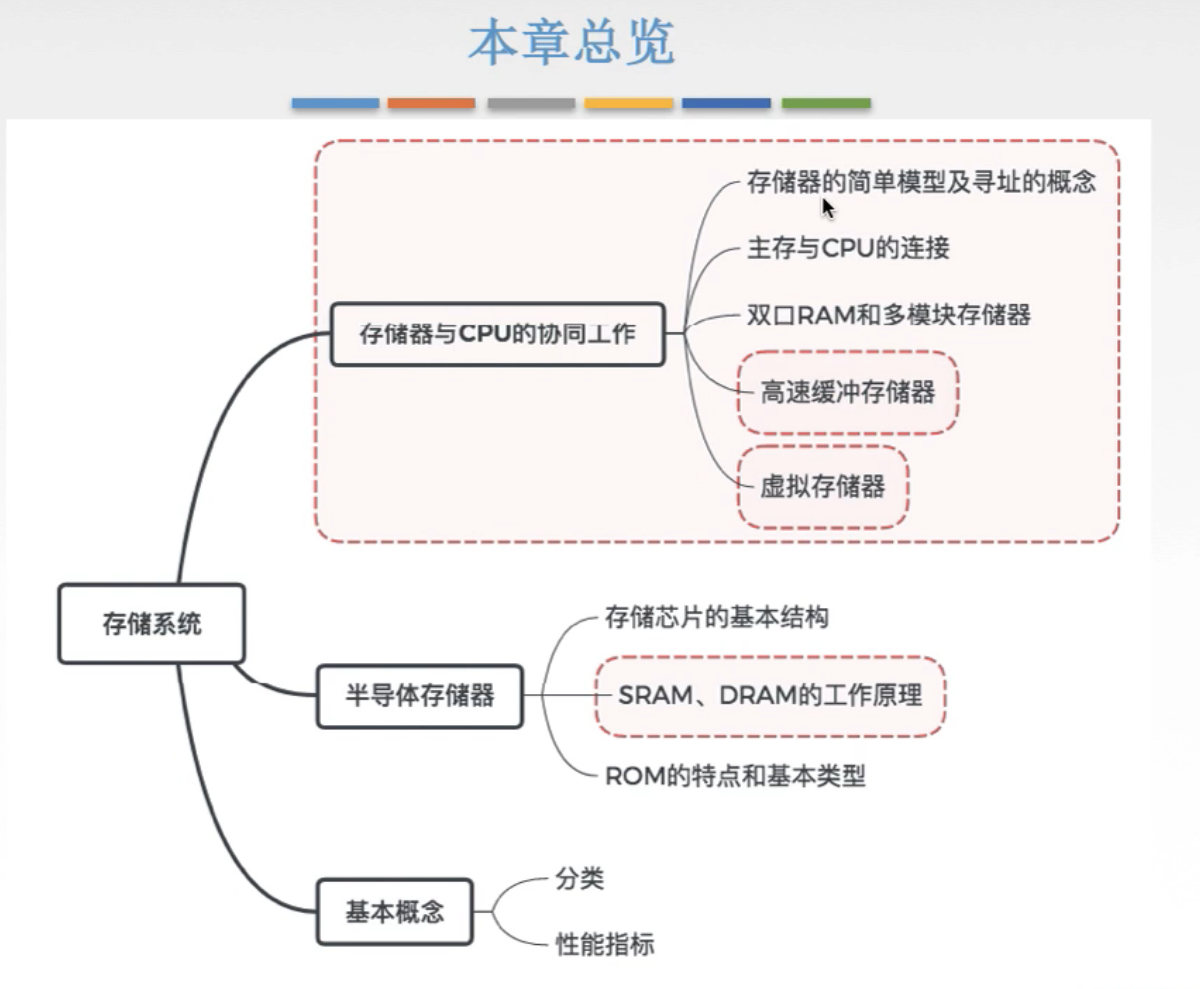 本章总览
存储器的简单模型及寻址的概念
主存与CPU的连接
双口RAM和多模块存储器
存储器与CPU的协同工作
高速缓冲存储器
虚拟存储器
存储系统
存储芯片的基本结构
半导体存储器
SRAM、DRAM的工作原理
ROM的特点和基本类型
分类
基本概念
性能指标